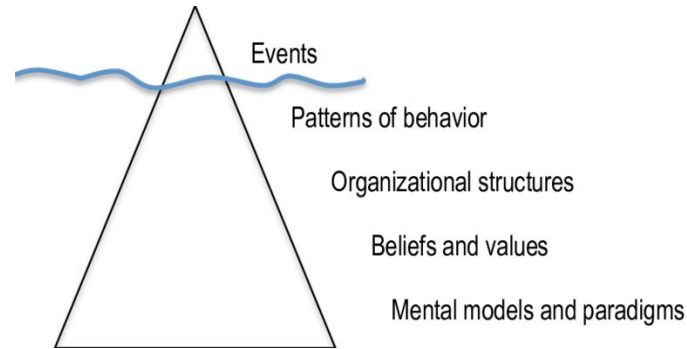 Events
Patterns of behavior
Organizational structures
Beliefs and values
Mental models and paradigms